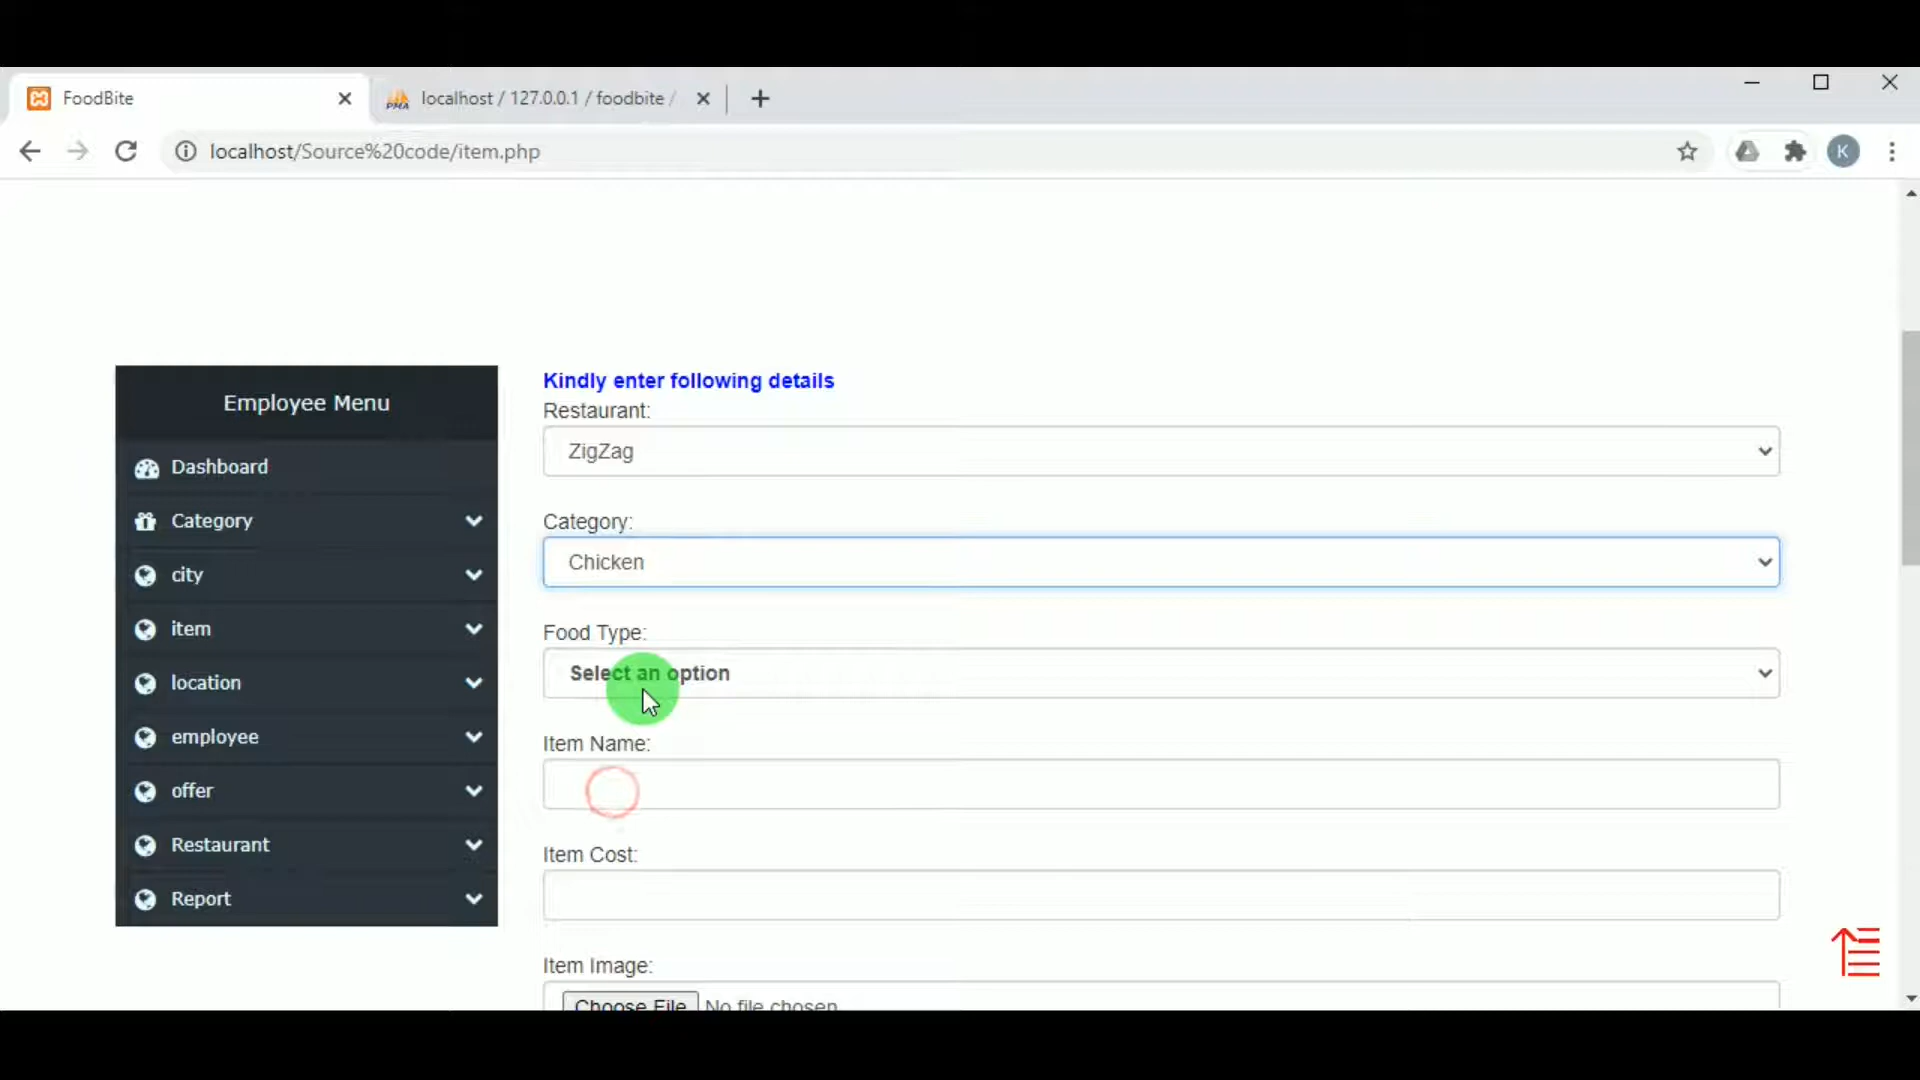 FoodBite
localhost / 127.0.0.1 / foodbite /
localhost/Source%20code/item.php
K
Employee Menu
Dashboard
Category
city
item
location
employee
offer
Restaurant
Report
Kindly enter following details
Restaurant:
ZigZag
Category:
Chicken
Food Type:
Select an option
Item Name:
Item Cost:
Item Image:
Choose File No file chosen